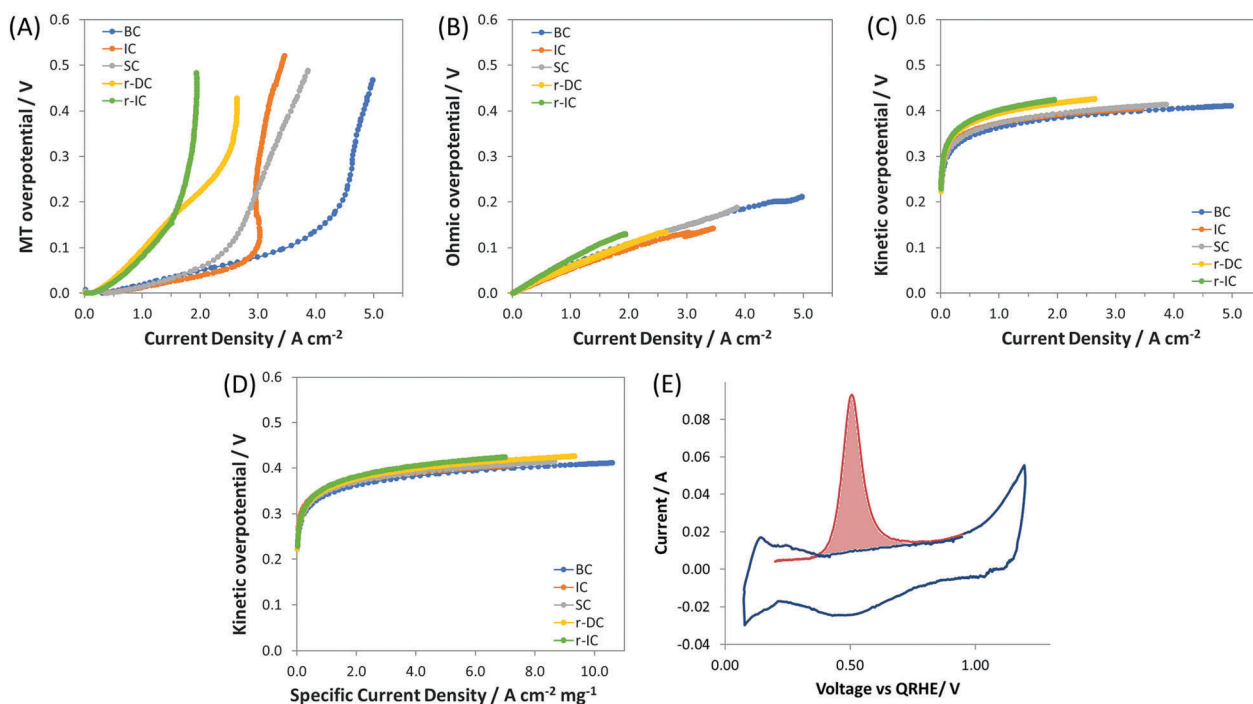 (A)
MT overpotential / V
0.6
0.5
0.4
0.3
0.2
0.1
0.0
BC
IC
SC
r-DC
r-IC
0.0 1.0 2.0 3.0 4.0 5.0
Current Density / A cm⁻²
(B)
Ohmic overpotential / V
0.6
0.5
0.4
0.3
0.2
0.1
0.0
BC
IC
SC
r-DC
r-IC
0.0 1.0 2.0 3.0 4.0 5.0
Current Density / A cm⁻²
(C)
Kinetic overpotential / V
0.6
0.5
0.4
0.3
0.2
0.1
0.0
BC
IC
SC
r-DC
r-IC
0.0 1.0 2.0 3.0 4.0 5.0
Current Density / A cm⁻²
(D)
Kinetic overpotential / V
0.6
0.5
0.4
0.3
0.2
0.1
0.0
BC
IC
SC
r-DC
r-IC
0.0 2.0 4.0 6.0 8.0 10.0
Specific Current Density / A cm⁻² mg⁻¹
(E)
Current / A
0.08
0.06
0.04
0.02
0.00
-0.02
-0.04
0.00 0.50 1.00
Voltage vs QRHE/ V